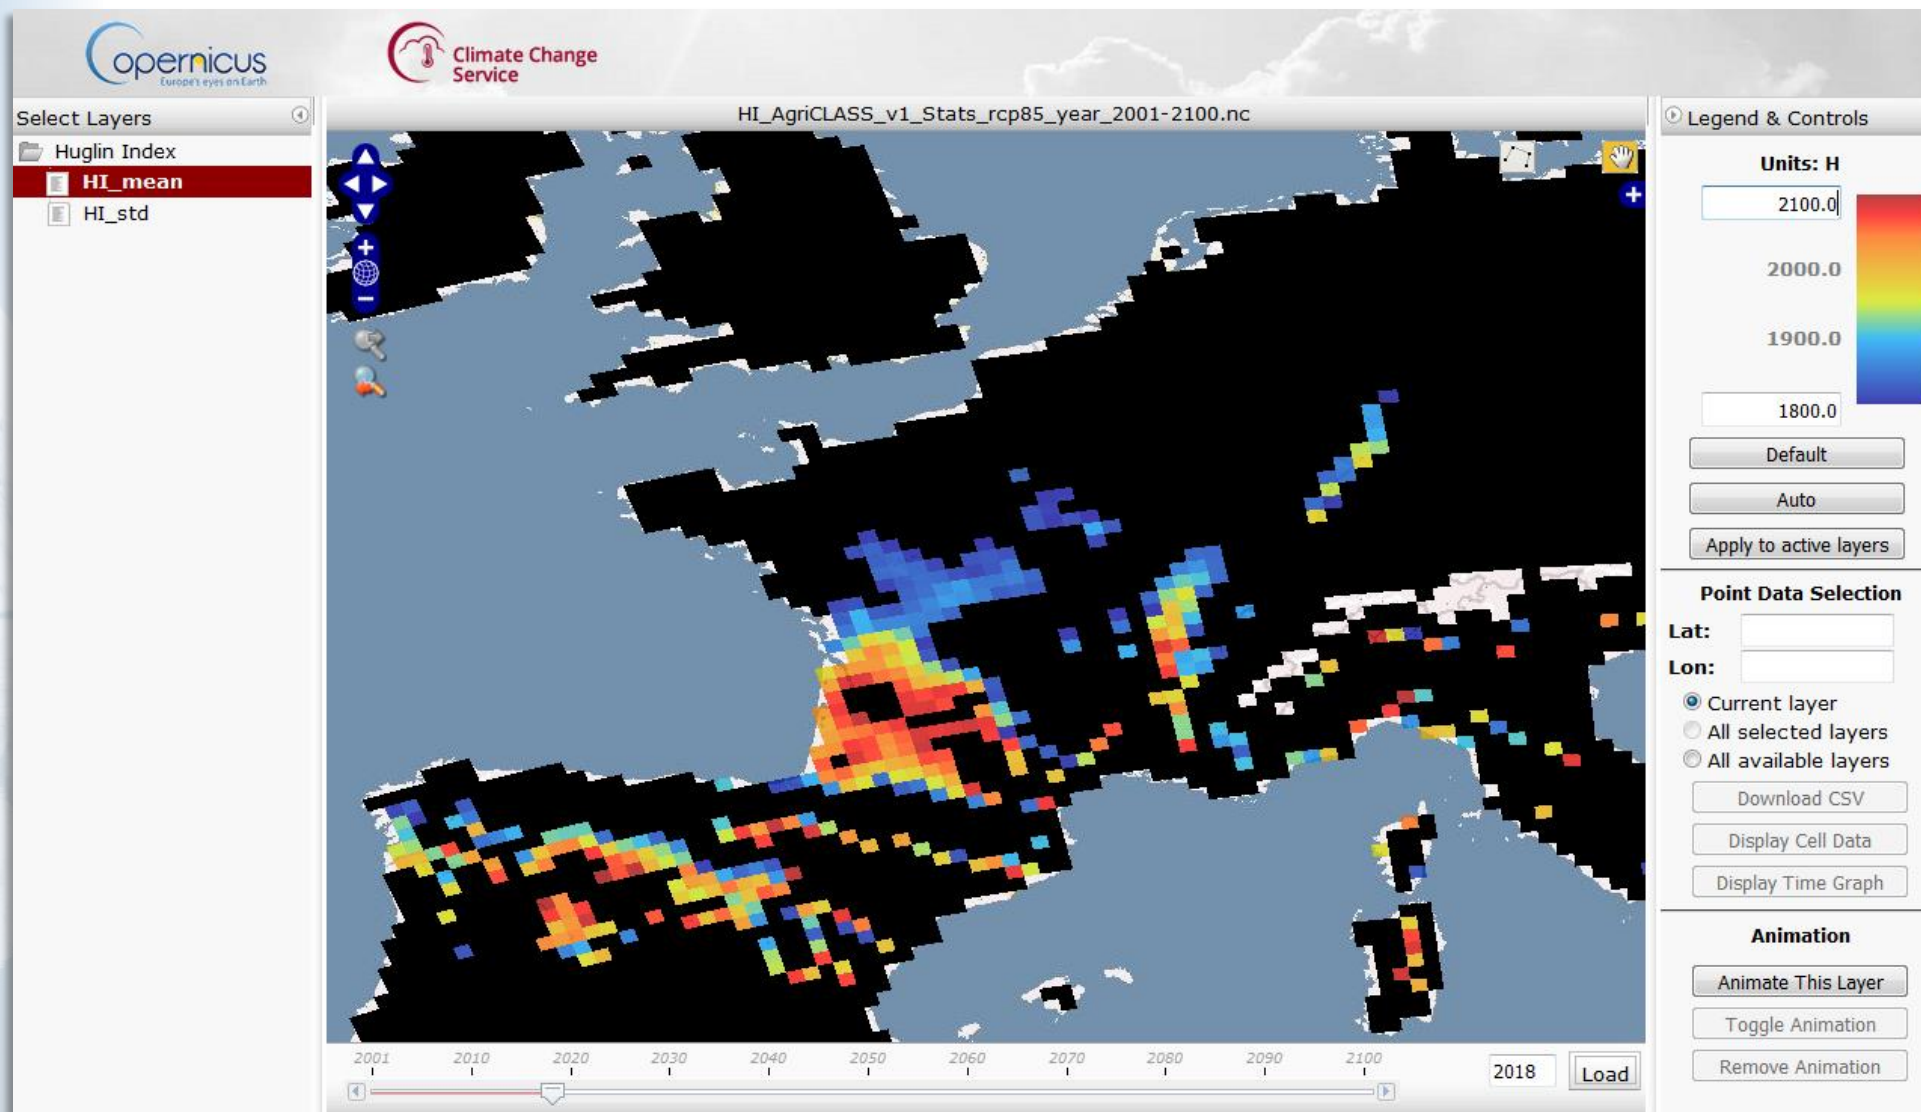 Copernicus
Europe's eyes on Earth
Climate Change
Service
Select Layers
HI_AgriCLASS_v1_Stats_rcp85_year_2001-2100.nc
Legend & Controls
Huglin Index
HI_mean
HI_std
Units: H
2100.0
2000.0
1900.0
1800.0
Default
Auto
Apply to active layers
Point Data Selection
Lat:
Lon:
Current layer
All selected layers
All available layers
Download CSV
Display Cell Data
Display Time Graph
Animation
Animate This Layer
Toggle Animation
Remove Animation
2001 2010 2020 2030 2040 2050 2060 2070 2080 2090 2100
2018 Load